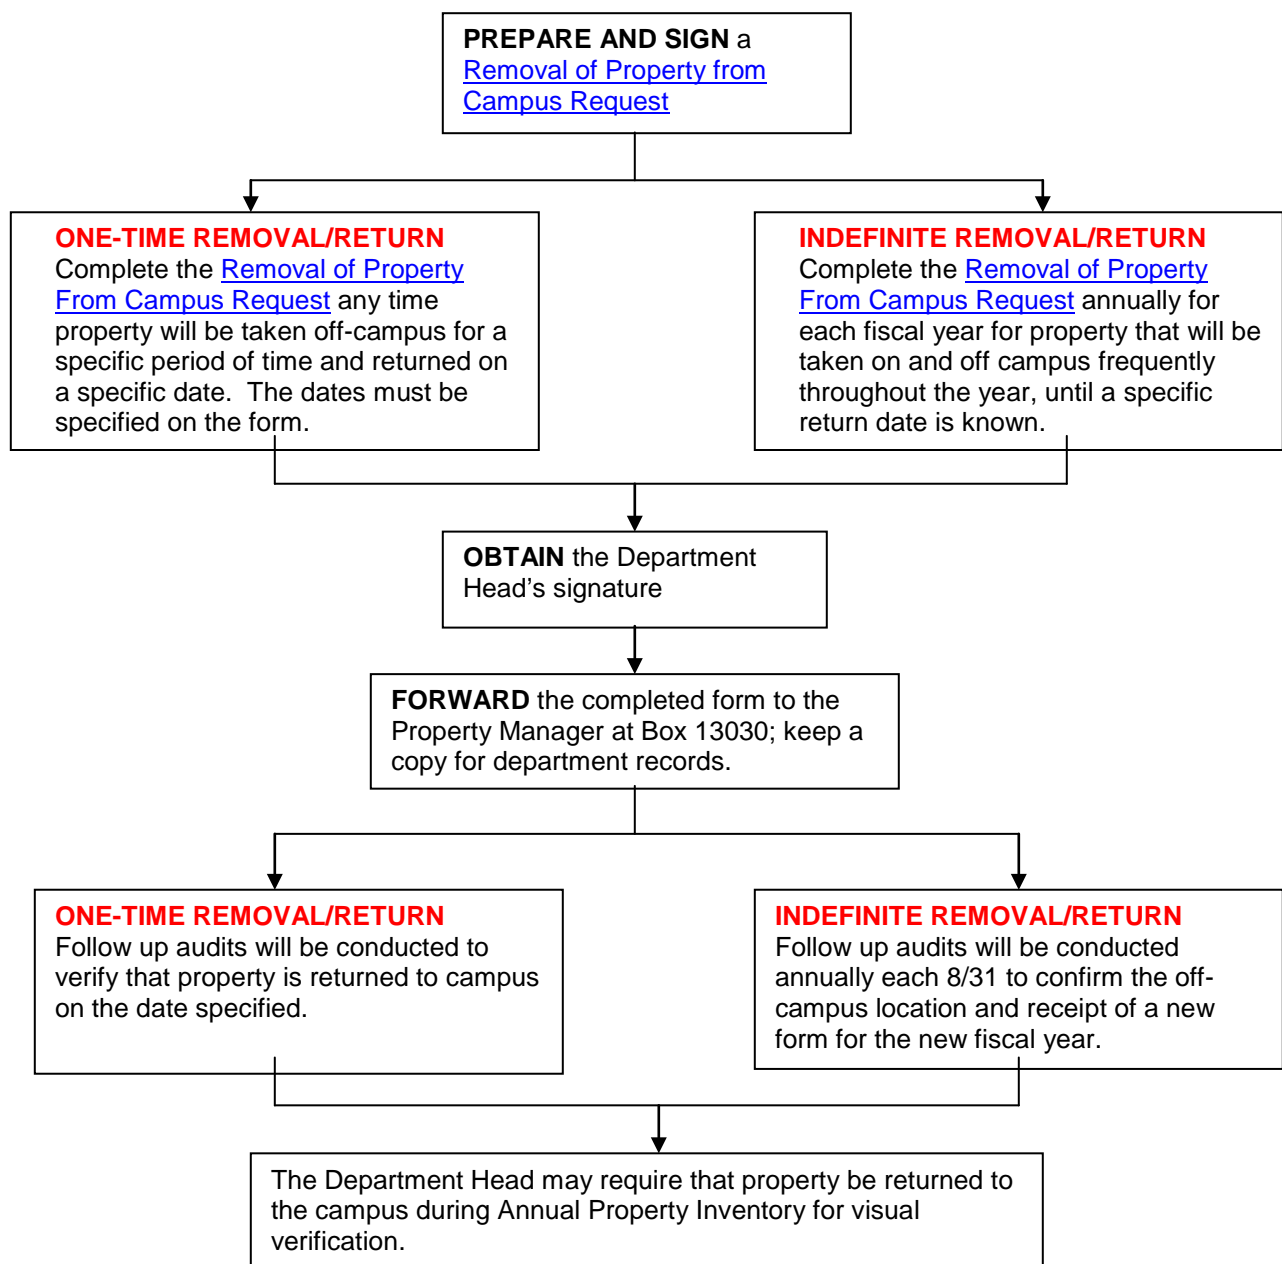 PREPARE AND SIGN a
Removal of Property from
Campus Request
ONE-TIME REMOVAL/RETURN
Complete the Removal of Property
From Campus Request any time
property will be taken off-campus for a
specific period of time and returned on
a specific date.  The dates must be
specified on the form.
INDEFINITE REMOVAL/RETURN
Complete the Removal of Property
From Campus Request annually for
each fiscal year for property that will be
taken on and off campus frequently
throughout the year, until a specific
return date is known.
OBTAIN the Department
Head’s signature
FORWARD the completed form to the
Property Manager at Box 13030; keep a
copy for department records.
ONE-TIME REMOVAL/RETURN
Follow up audits will be conducted to
verify that property is returned to campus
on the date specified.
INDEFINITE REMOVAL/RETURN
Follow up audits will be conducted
annually each 8/31 to confirm the off-
campus location and receipt of a new
form for the new fiscal year.
The Department Head may require that property be returned to
the campus during Annual Property Inventory for visual
verification.